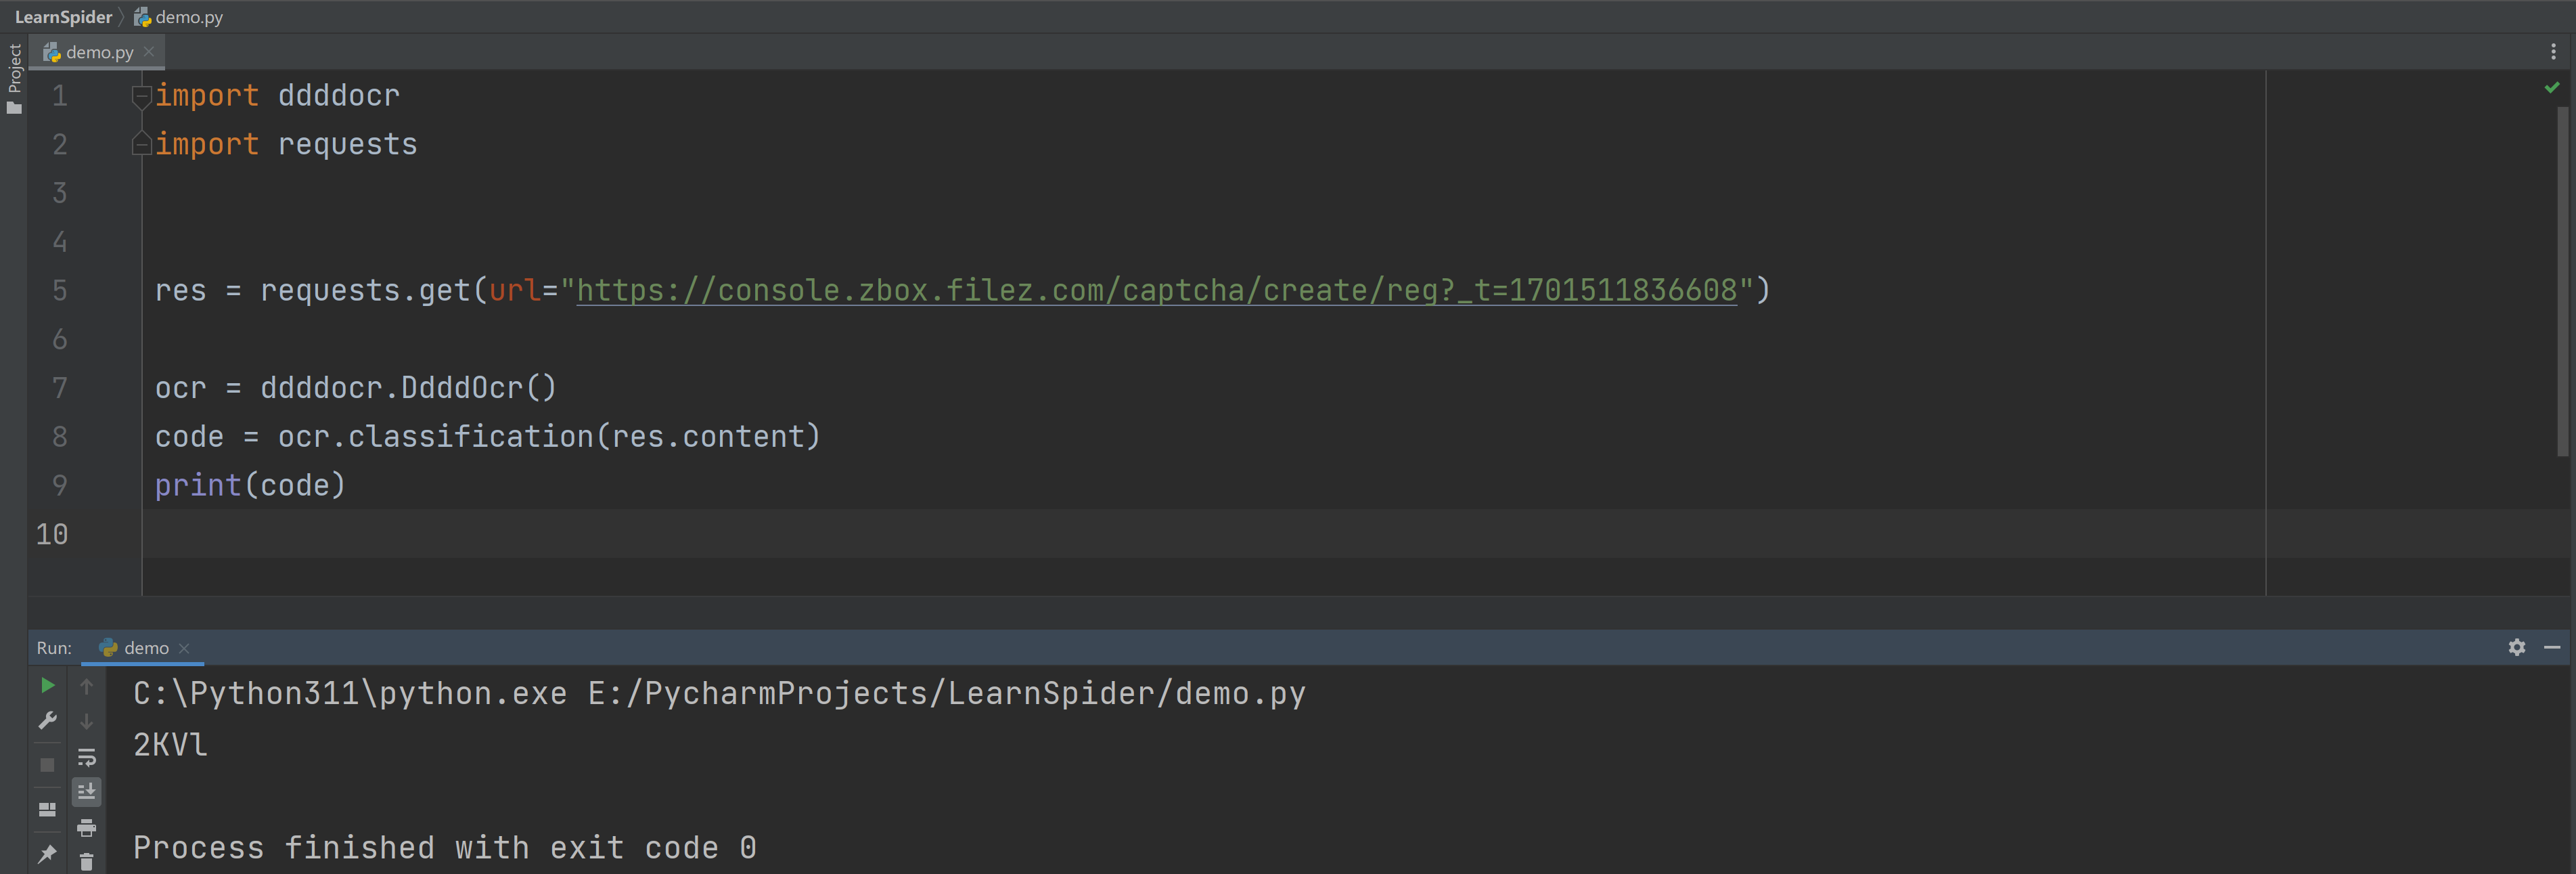 LearnSpider demo.py
Project
demo.py
1 import ddddocr
2 import requests
3
4
5 res = requests.get(url="https://console.zbox.filez.com/captcha/create/reg?_t=1701511836608")
6
7 ocr = ddddocr.DdddOcr()
8 code = ocr.classification(res.content)
9 print(code)
10
Run: demo
C:\Python311\python.exe E:/PycharmProjects/LearnSpider/demo.py
2KVl
Process finished with exit code 0